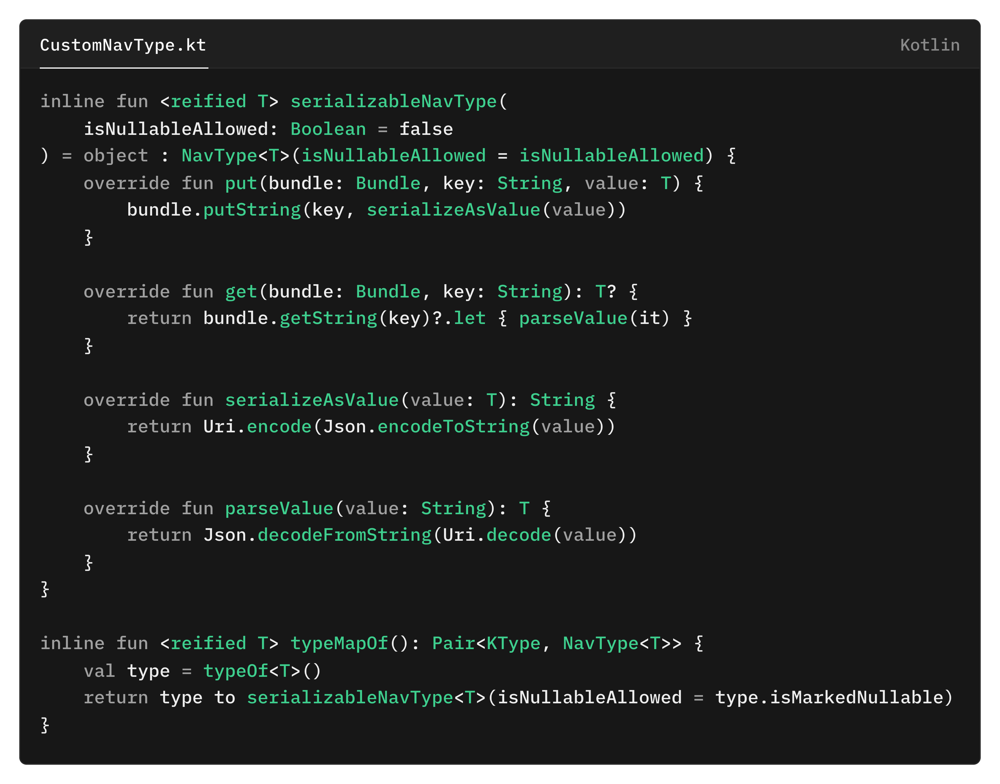 CustomNavType.kt
Kotlin
inline fun <reified T> serializableNavType(
    isNullableAllowed: Boolean = false
) = object : NavType<T>(isNullableAllowed = isNullableAllowed) {
    override fun put(bundle: Bundle, key: String, value: T) {
        bundle.putString(key, serializeAsValue(value))
    }

    override fun get(bundle: Bundle, key: String): T? {
        return bundle.getString(key)?.let { parseValue(it) }
    }

    override fun serializeAsValue(value: T): String {
        return Uri.encode(Json.encodeToString(value))
    }

    override fun parseValue(value: String): T {
        return Json.decodeFromString(Uri.decode(value))
    }
}

inline fun <reified T> typeMapOf(): Pair<KType, NavType<T>> {
    val type = typeOf<T>()
    return type to serializableNavType<T>(isNullableAllowed = type.isMarkedNullable)
}